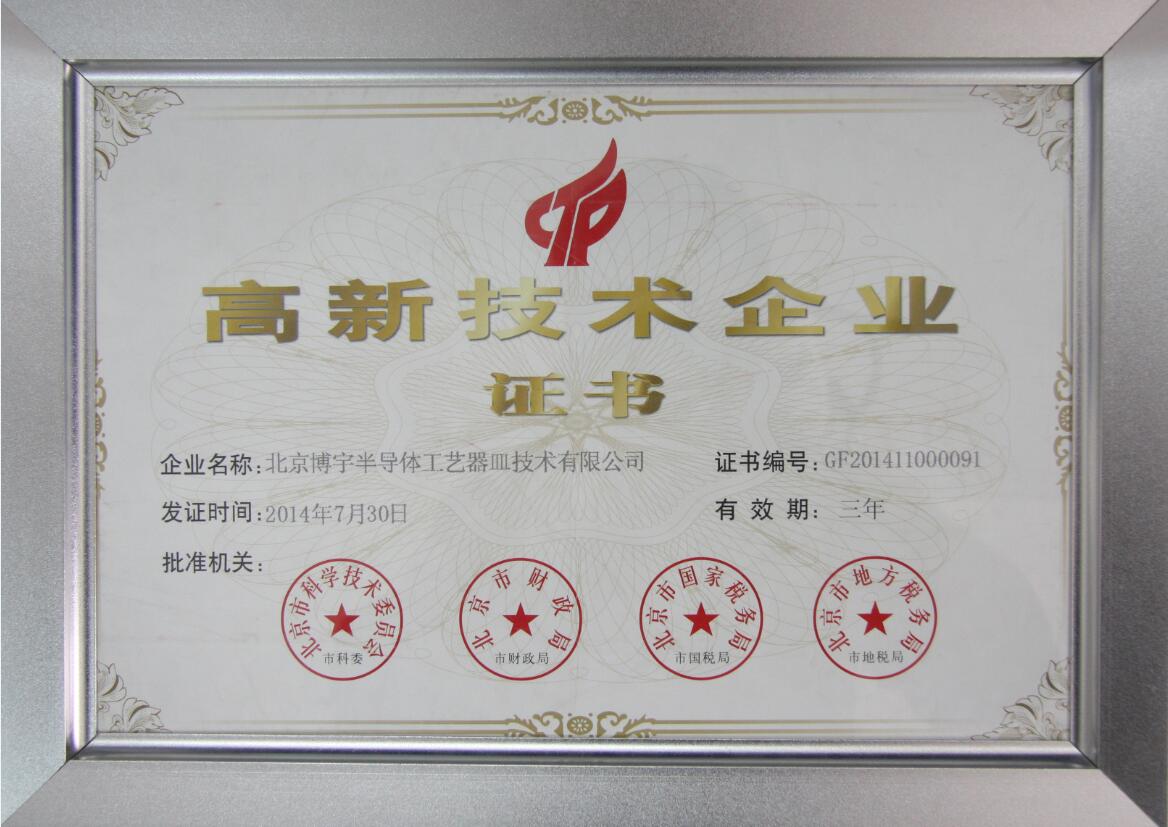 高新技术企业
证书
企业名称:北京博宇半导体工艺器皿技术有限公司 证书编号:GF201411000091
发证时间:2014年7月30日 有效期:三年
批准机关:
北京市科学技术委员会
市科委
北京市财政局
市财政局
北京市国家税务局
市国税局
北京市地方税务局
市地税局